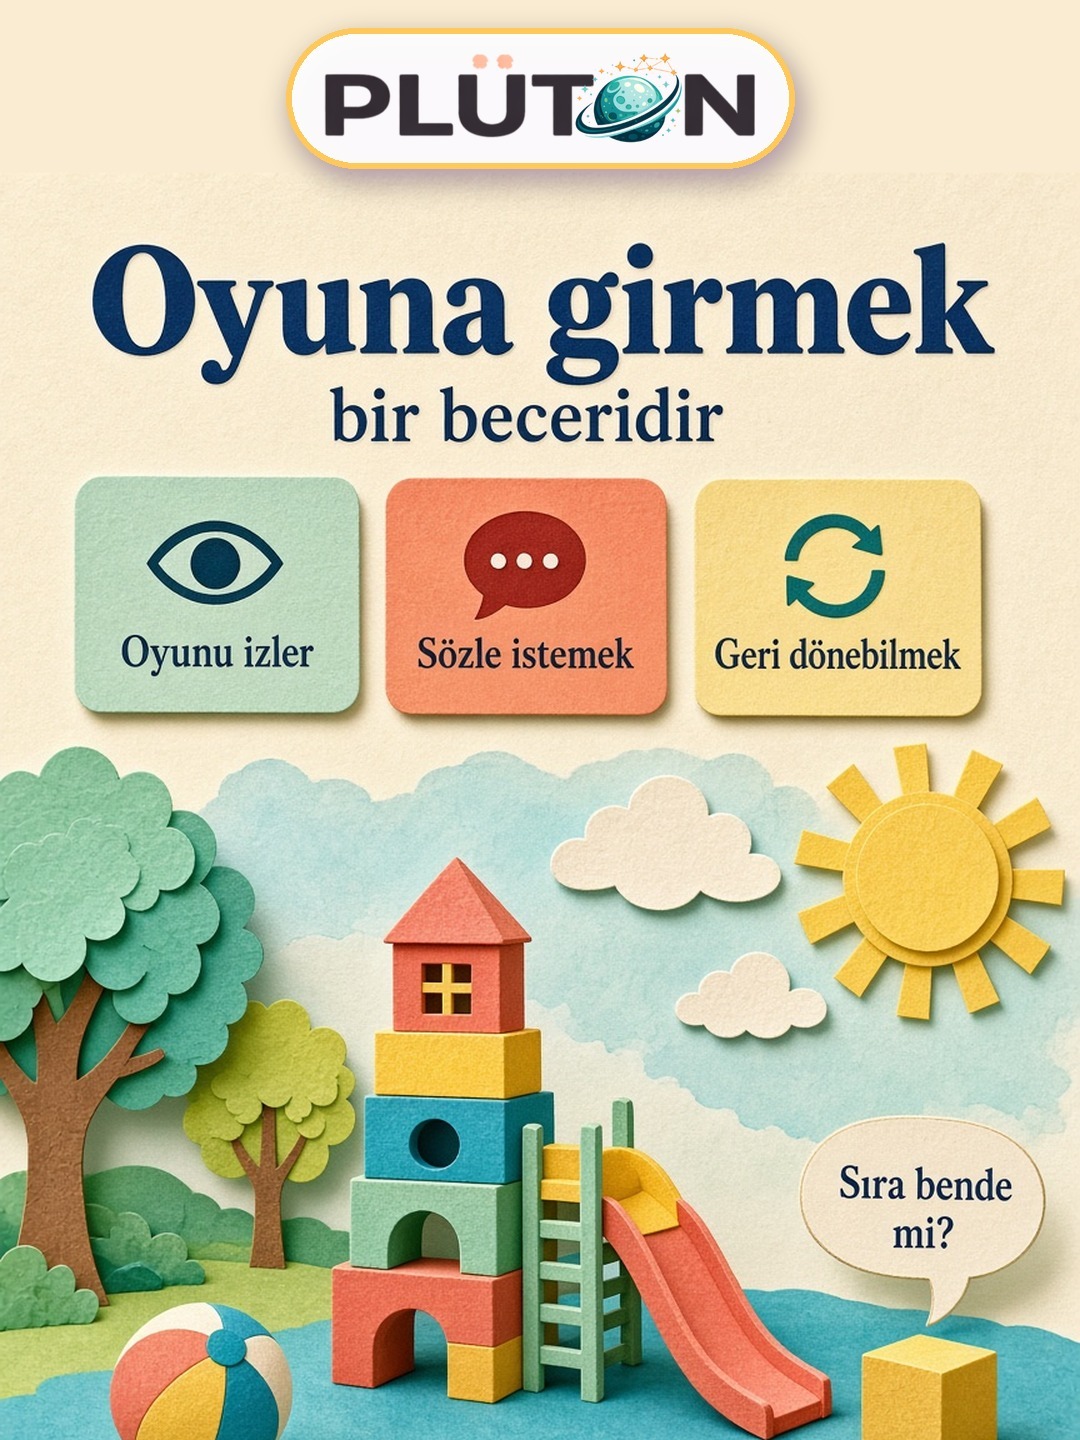 PLÜTON
Oyuna girmek
bir beceridir
Oyunu izler
Sözle istemek
Geri dönebilmek
Sıra bende
mi?